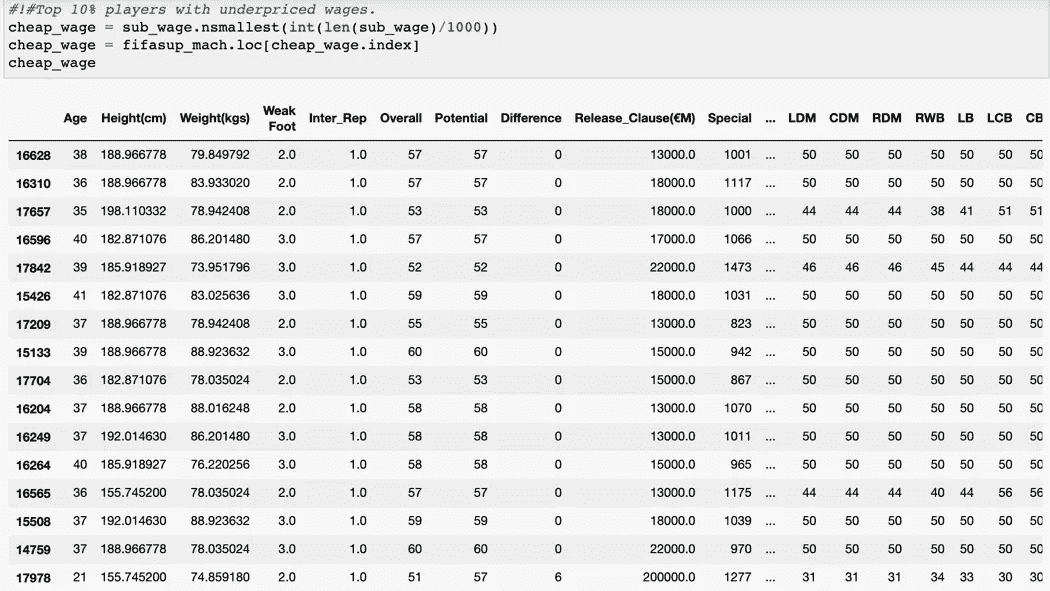 #!#Top 10% players with underpriced wages.
cheap_wage = sub_wage.nsmallest(int(len(sub_wage)/1000))
cheap_wage = fifasup_mach.loc[cheap_wage.index]
cheap_wage
Age Height(cm) Weight(kgs) Weak Foot Inter_Rep Overall Potential Difference Release_Clause(€M) Special ... LDM CDM RDM RWB LB LCB CB
16628 38 188.966778 79.849792 2.0 1.0 57 57 0 13000.0 1001 ... 50 50 50 50 50 50 50
16310 36 188.966778 83.933020 2.0 1.0 57 57 0 18000.0 1117 ... 50 50 50 50 50 50 50
17657 35 198.110332 78.942408 2.0 1.0 53 53 0 18000.0 1000 ... 44 44 44 38 41 51 51
16596 40 182.871076 86.201480 3.0 1.0 57 57 0 17000.0 1066 ... 50 50 50 50 50 50 50
17842 39 185.918927 73.951796 3.0 1.0 52 52 0 22000.0 1473 ... 46 46 46 45 44 44 44
15426 41 182.871076 83.025636 3.0 1.0 59 59 0 18000.0 1031 ... 50 50 50 50 50 50 50
17209 37 188.966778 78.942408 2.0 1.0 55 55 0 13000.0 823 ... 50 50 50 50 50 50 50
15133 39 188.966778 88.923632 3.0 1.0 60 60 0 15000.0 942 ... 50 50 50 50 50 50 50
17704 36 182.871076 78.035024 2.0 1.0 53 53 0 15000.0 867 ... 50 50 50 50 50 50 50
16204 37 188.966778 88.016248 2.0 1.0 58 58 0 13000.0 1070 ... 50 50 50 50 50 50 50
16249 37 192.014630 86.201480 3.0 1.0 58 58 0 13000.0 1011 ... 50 50 50 50 50 50 50
16264 40 185.918927 76.220256 3.0 1.0 58 58 0 15000.0 965 ... 50 50 50 50 50 50 50
16565 36 155.745200 78.035024 2.0 1.0 57 57 0 13000.0 1175 ... 44 44 44 40 44 56 56
15508 37 192.014630 88.923632 3.0 1.0 59 59 0 18000.0 1039 ... 50 50 50 50 50 50 50
14759 37 188.966778 78.035024 3.0 1.0 60 60 0 22000.0 970 ... 50 50 50 50 50 50 50
17978 21 155.745200 74.859180 2.0 1.0 51 57 6 200000.0 1277 ... 31 31 31 34 33 30 30